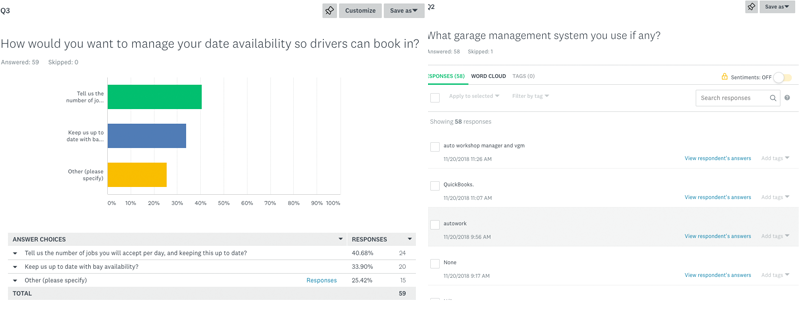 Q3
Customize
Save as
How would you want to manage your date availability so drivers can book in?
Answered: 59 Skipped: 0
Tell us the
number of jo...
Keep us up to
date with ba...
Other (please
specify)
0% 10% 20% 30% 40% 50% 60% 70% 80% 90% 100%
ANSWER CHOICES RESPONSES
Tell us the number of jobs you will accept per day, and keeping this up to date? 40.68% 24
Keep us up to date with bay availability? 33.90% 20
Other (please specify) Responses 25.42% 15
TOTAL 59
Q2
Save as
What garage management system you use if any?
Answered: 58 Skipped: 1
RESPONSES (58) WORD CLOUD TAGS (0)
Sentiments: OFF
Apply to selected Filter by tag
Search responses
Showing 58 responses
auto workshop manager and vgm
11/20/2018 11:26 AM View respondent's answers Add tags
QuickBooks.
11/20/2018 11:07 AM View respondent's answers Add tags
autowork
11/20/2018 9:56 AM View respondent's answers Add tags
None
11/20/2018 9:17 AM View respondent's answers Add tags